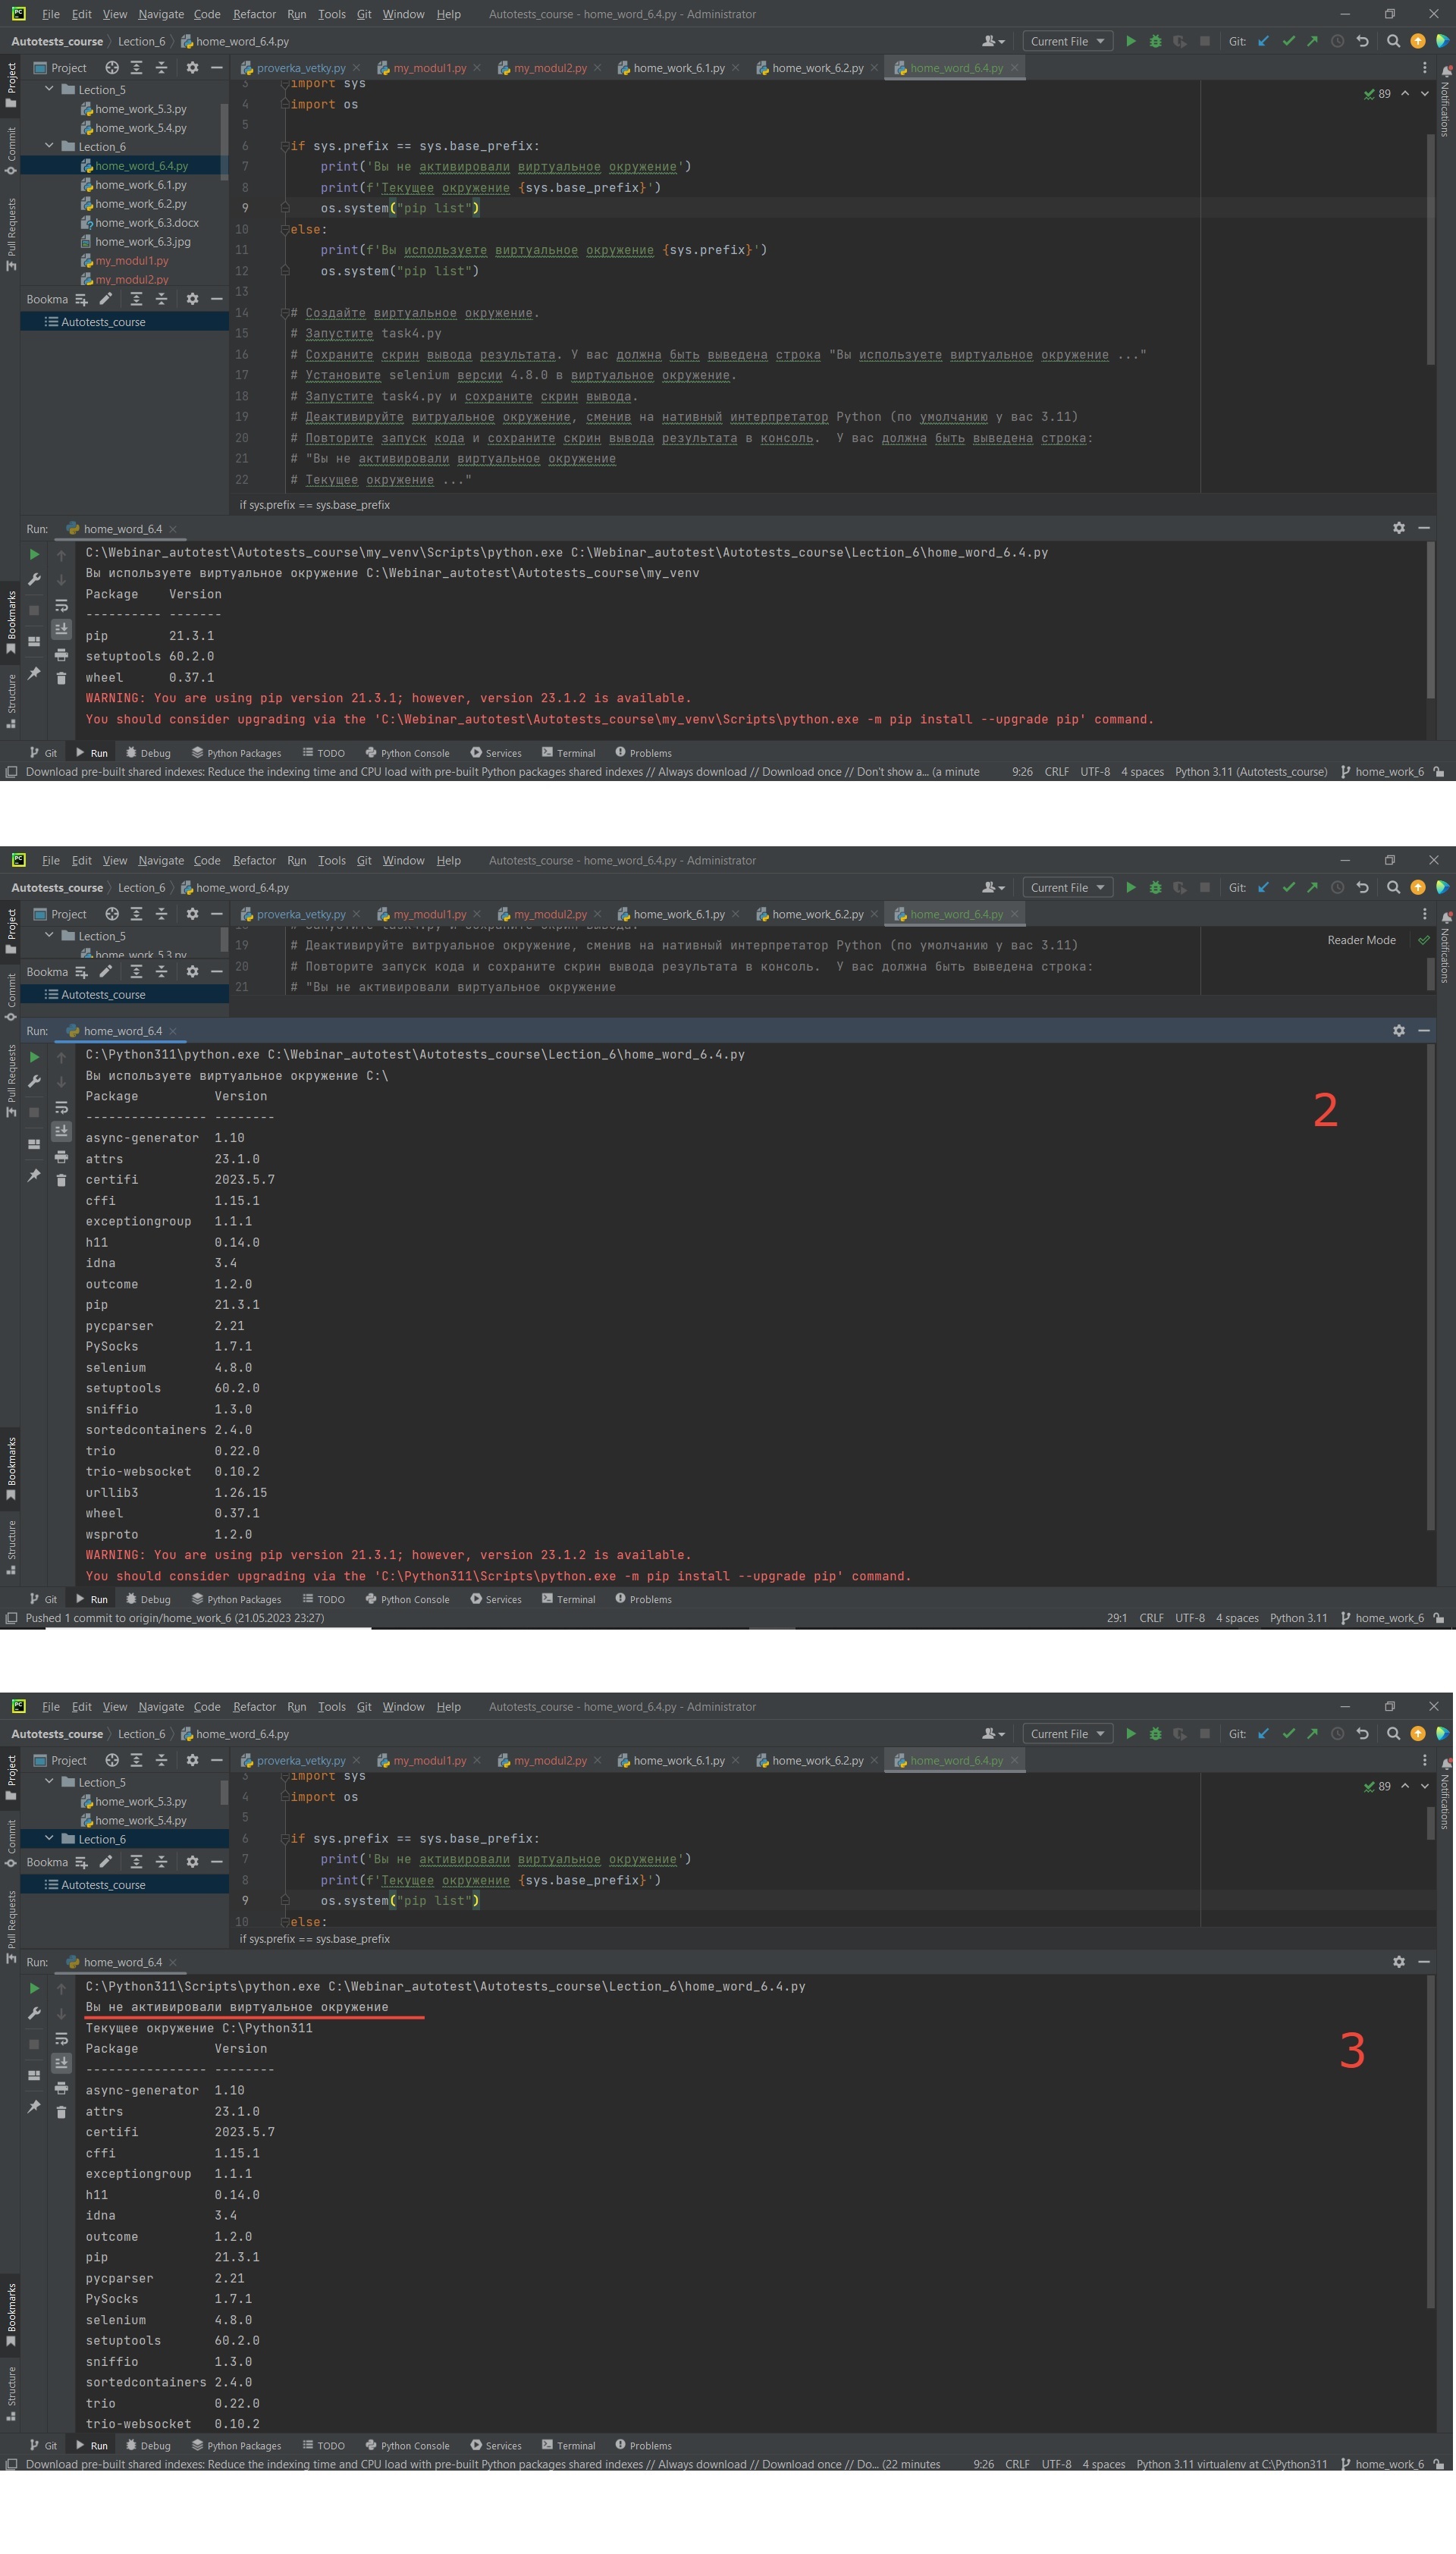 File Edit View Navigate Code Refactor Run Tools Git Window Help Autotests_course - home_word_6.4.py - Administrator
Autotests_course Lection_6 home_word_6.4.py Current File Git:
Project proverka_vetky.py my_modul1.py my_modul2.py home_work_6.1.py home_work_6.2.py home_word_6.4.py
Lection_5
home_work_5.3.py
home_work_5.4.py
Lection_6
home_word_6.4.py
home_work_6.1.py
home_work_6.2.py
home_work_6.3.docx
home_work_6.3.jpg
my_modul1.py
my_modul2.py
Bookma
Autotests_course
Project
Commit
Pull Requests
Bookmarks
Structure
Notifications
89
3 import sys
4 import os
5
6 if sys.prefix == sys.base_prefix:
7 print('Вы не активировали виртуальное окружение')
8 print(f'Текущее окружение {sys.base_prefix}')
9 os.system("pip list")
10 else:
11 print(f'Вы используете виртуальное окружение {sys.prefix}')
12 os.system("pip list")
13
14 # Создайте виртуальное окружение.
15 # Запустите task4.py
16 # Сохраните скрин вывода результата. У вас должна быть выведена строка "Вы используете виртуальное окружение ..."
17 # Установите selenium версии 4.8.0 в виртуальное окружение.
18 # Запустите task4.py и сохраните скрин вывода.
19 # Деактивируйте витруальное окружение, сменив на нативный интерпретатор Python (по умолчанию у вас 3.11)
20 # Повторите запуск кода и сохраните скрин вывода результата в консоль. У вас должна быть выведена строка:
21 # "Вы не активировали виртуальное окружение
22 # Текущее окружение ..."
if sys.prefix == sys.base_prefix
Run: home_word_6.4
C:\Webinar_autotest\Autotests_course\my_venv\Scripts\python.exe C:\Webinar_autotest\Autotests_course\Lection_6\home_word_6.4.py
Вы используете виртуальное окружение C:\Webinar_autotest\Autotests_course\my_venv
Package Version
---------- -------
pip 21.3.1
setuptools 60.2.0
wheel 0.37.1
WARNING: You are using pip version 21.3.1; however, version 23.1.2 is available.
You should consider upgrading via the 'C:\Webinar_autotest\Autotests_course\my_venv\Scripts\python.exe -m pip install --upgrade pip' command.
Git Run Debug Python Packages TODO Python Console Services Terminal Problems
Download pre-built shared indexes: Reduce the indexing time and CPU load with pre-built Python packages shared indexes // Always download // Download once // Don't show a... (a minute 9:26 CRLF UTF-8 4 spaces Python 3.11 (Autotests_course) home_work_6
File Edit View Navigate Code Refactor Run Tools Git Window Help Autotests_course - home_word_6.4.py - Administrator
Autotests_course Lection_6 home_word_6.4.py Current File Git:
Project proverka_vetky.py my_modul1.py my_modul2.py home_work_6.1.py home_work_6.2.py home_word_6.4.py
Lection_5
home_work_5.3.py
Bookma
Autotests_course
Project
Commit
Pull Requests
Bookmarks
Structure
Notifications
Reader Mode
18 # Запустите task4.py и сохраните скрин вывода.
19 # Деактивируйте витруальное окружение, сменив на нативный интерпретатор Python (по умолчанию у вас 3.11)
20 # Повторите запуск кода и сохраните скрин вывода результата в консоль. У вас должна быть выведена строка:
21 # "Вы не активировали виртуальное окружение
Run: home_word_6.4
C:\Python311\python.exe C:\Webinar_autotest\Autotests_course\Lection_6\home_word_6.4.py
Вы используете виртуальное окружение C:\
2
Package Version
---------------- --------
async-generator 1.10
attrs 23.1.0
certifi 2023.5.7
cffi 1.15.1
exceptiongroup 1.1.1
h11 0.14.0
idna 3.4
outcome 1.2.0
pip 21.3.1
pycparser 2.21
PySocks 1.7.1
selenium 4.8.0
setuptools 60.2.0
sniffio 1.3.0
sortedcontainers 2.4.0
trio 0.22.0
trio-websocket 0.10.2
urllib3 1.26.15
wheel 0.37.1
wsproto 1.2.0
WARNING: You are using pip version 21.3.1; however, version 23.1.2 is available.
You should consider upgrading via the 'C:\Python311\Scripts\python.exe -m pip install --upgrade pip' command.
Git Run Debug Python Packages TODO Python Console Services Terminal Problems
Pushed 1 commit to origin/home_work_6 (21.05.2023 23:27) 29:1 CRLF UTF-8 4 spaces Python 3.11 home_work_6
File Edit View Navigate Code Refactor Run Tools Git Window Help Autotests_course - home_word_6.4.py - Administrator
Autotests_course Lection_6 home_word_6.4.py Current File Git:
Project proverka_vetky.py my_modul1.py my_modul2.py home_work_6.1.py home_work_6.2.py home_word_6.4.py
Lection_5
home_work_5.3.py
home_work_5.4.py
Lection_6
Bookma
Autotests_course
Project
Commit
Pull Requests
Bookmarks
Structure
Notifications
89
3 import sys
4 import os
5
6 if sys.prefix == sys.base_prefix:
7 print('Вы не активировали виртуальное окружение')
8 print(f'Текущее окружение {sys.base_prefix}')
9 os.system("pip list")
10 else:
if sys.prefix == sys.base_prefix
Run: home_word_6.4
C:\Python311\Scripts\python.exe C:\Webinar_autotest\Autotests_course\Lection_6\home_word_6.4.py
Вы не активировали виртуальное окружение
Текущее окружение C:\Python311
3
Package Version
---------------- --------
async-generator 1.10
attrs 23.1.0
certifi 2023.5.7
cffi 1.15.1
exceptiongroup 1.1.1
h11 0.14.0
idna 3.4
outcome 1.2.0
pip 21.3.1
pycparser 2.21
PySocks 1.7.1
selenium 4.8.0
setuptools 60.2.0
sniffio 1.3.0
sortedcontainers 2.4.0
trio 0.22.0
trio-websocket 0.10.2
Git Run Debug Python Packages TODO Python Console Services Terminal Problems
Download pre-built shared indexes: Reduce the indexing time and CPU load with pre-built Python packages shared indexes // Always download // Download once // Do... (22 minutes 9:26 CRLF UTF-8 4 spaces Python 3.11 virtualenv at C:\Python311 home_work_6